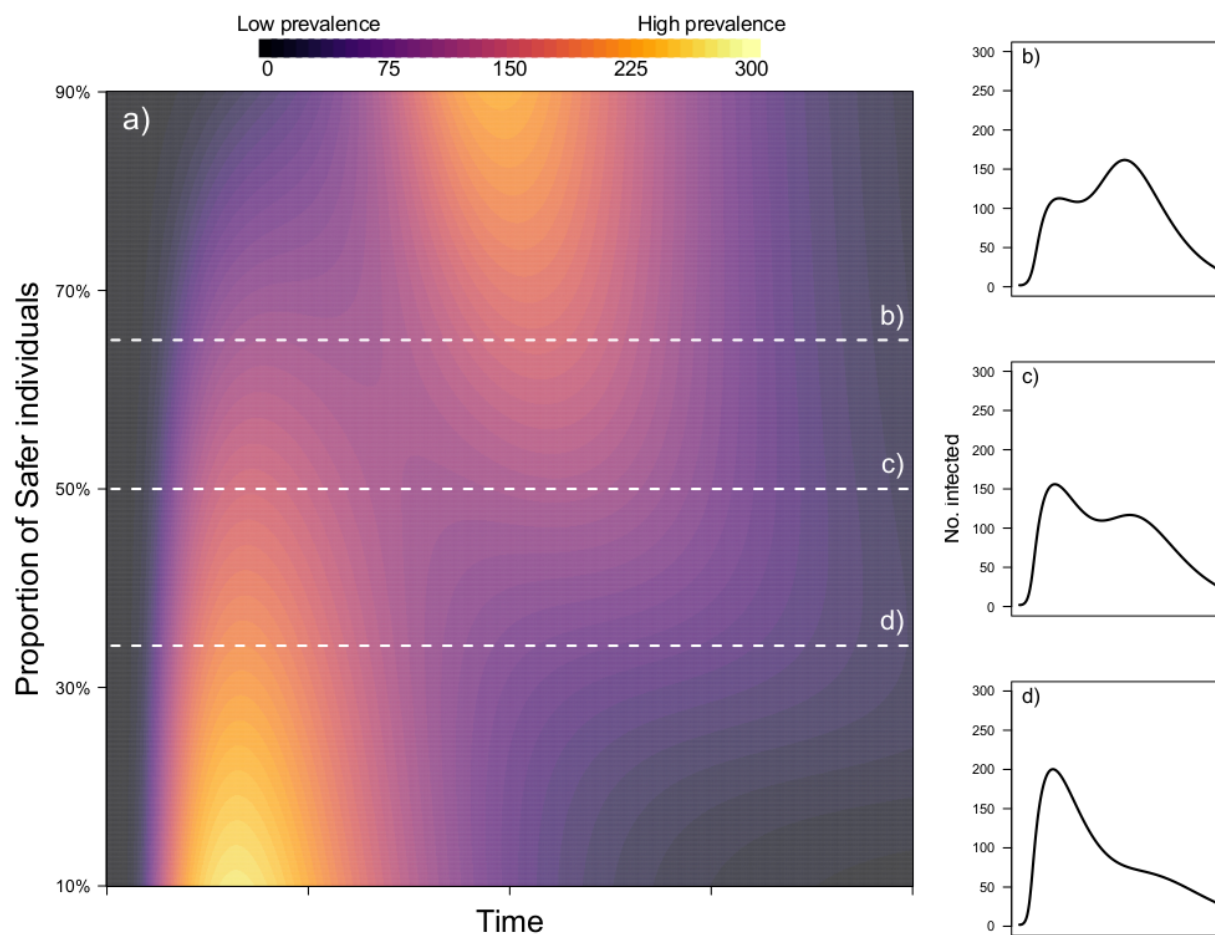 Low prevalence High prevalence
0 75 150 225 300
a)
90%
70%
50%
30%
10%
Proportion of Safer individuals
b)
c)
d)
Time
b)
300
250
200
150
100
50
0
c)
300
250
200
150
100
50
0
No. infected
d)
300
250
200
150
100
50
0